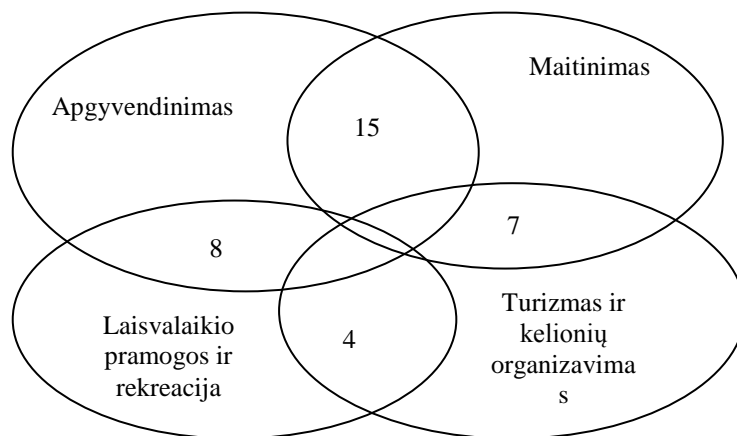 Maitinimas
Apgyvendinimas
15
7
8
Turizmas ir
kelionių
organizavima
s
Laisvalaikio
pramogos ir
rekreacija
4